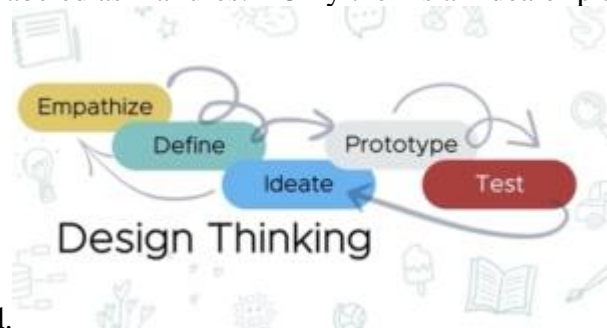 Empathize
Define
Ideate
Prototype
Test
Design Thinking